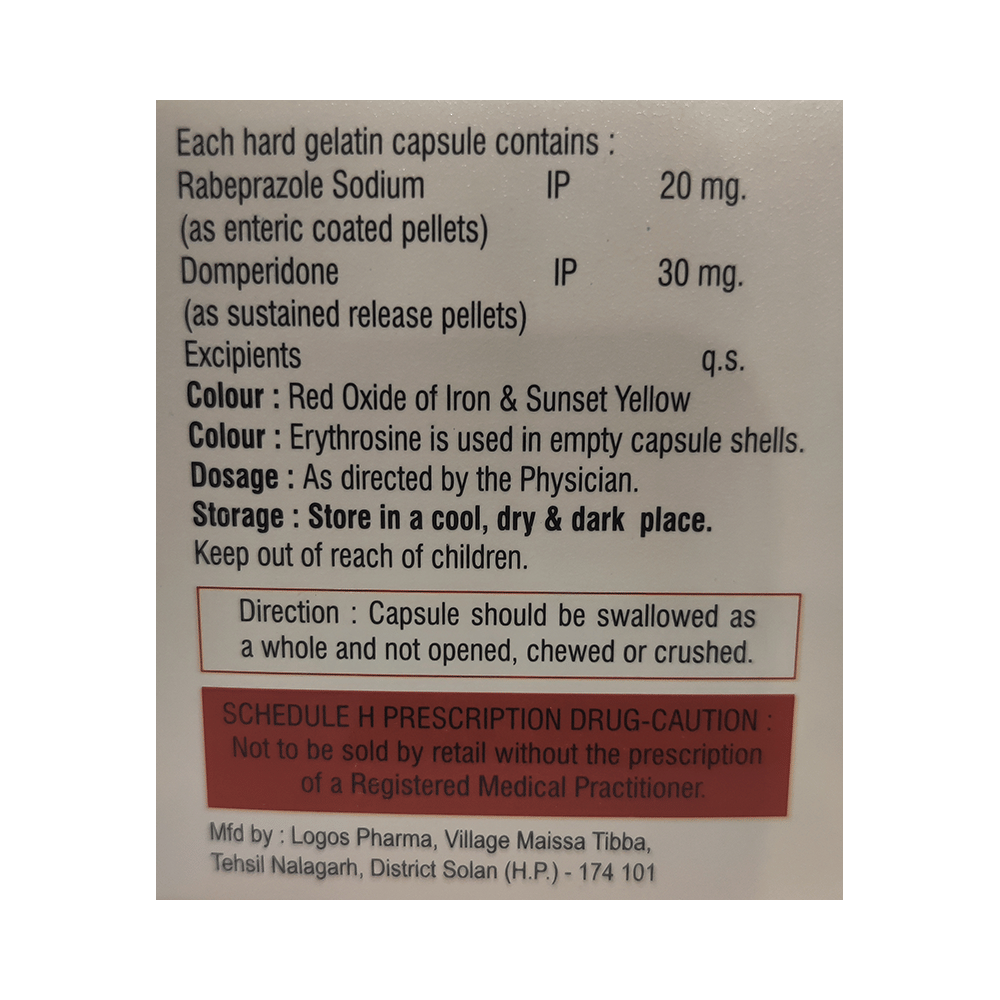 Each hard gelatin capsule contains :
Rabeprazole Sodium IP 20 mg.
(as enteric coated pellets)
Domperidone IP 30 mg.
(as sustained release pellets)
Excipients q.s.
Colour : Red Oxide of Iron & Sunset Yellow
Colour : Erythrosine is used in empty capsule shells.
Dosage : As directed by the Physician.
Storage : Store in a cool, dry & dark place.
Keep out of reach of children.
Direction : Capsule should be swallowed as
a whole and not opened, chewed or crushed.
SCHEDULE H PRESCRIPTION DRUG-CAUTION :
Not to be sold by retail without the prescription
of a Registered Medical Practitioner.
Mfd by : Logos Pharma, Village Maissa Tibba,
Tehsil Nalagarh, District Solan (H.P.) - 174 101